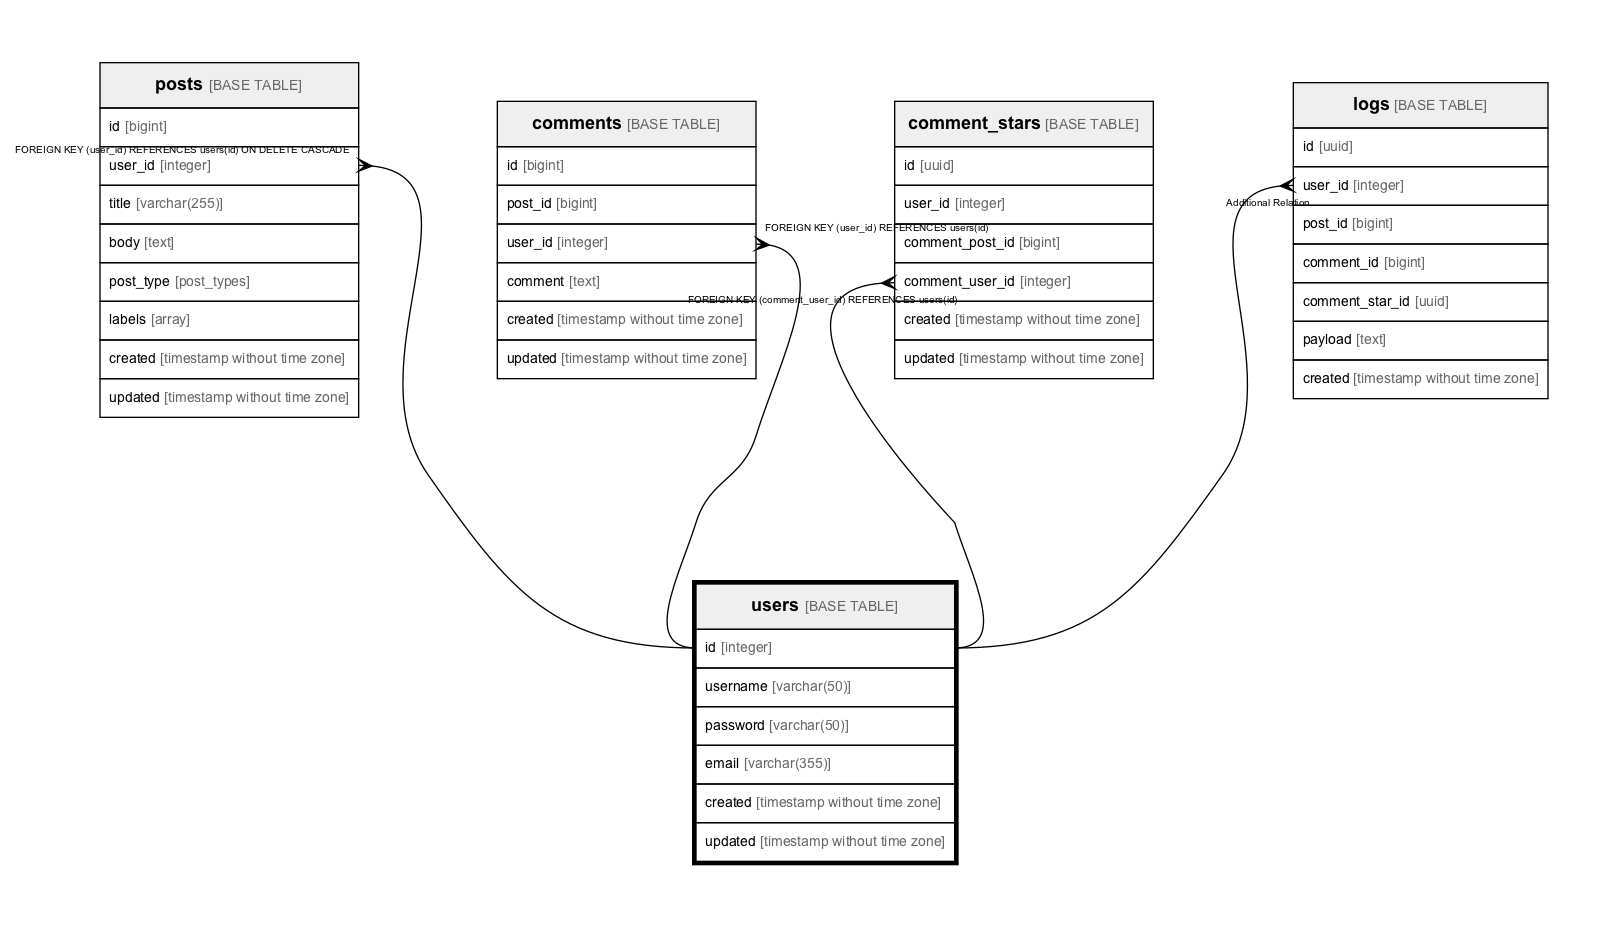 posts [BASE TABLE]
id [bigint]
FOREIGN KEY (user_id) REFERENCES users(id) ON DELETE CASCADE
user_id [integer]
title [varchar(255)]
body [text]
post_type [post_types]
labels [array]
created [timestamp without time zone]
updated [timestamp without time zone]
comments [BASE TABLE]
id [bigint]
post_id [bigint]
user_id [integer]
FOREIGN KEY (user_id) REFERENCES users(id)
comment [text]
created [timestamp without time zone]
updated [timestamp without time zone]
comment_stars [BASE TABLE]
id [uuid]
user_id [integer]
comment_post_id [bigint]
comment_user_id [integer]
FOREIGN KEY (comment_user_id) REFERENCES users(id)
created [timestamp without time zone]
updated [timestamp without time zone]
logs [BASE TABLE]
id [uuid]
user_id [integer]
Additional Relation
post_id [bigint]
comment_id [bigint]
comment_star_id [uuid]
payload [text]
created [timestamp without time zone]
users [BASE TABLE]
id [integer]
username [varchar(50)]
password [varchar(50)]
email [varchar(355)]
created [timestamp without time zone]
updated [timestamp without time zone]